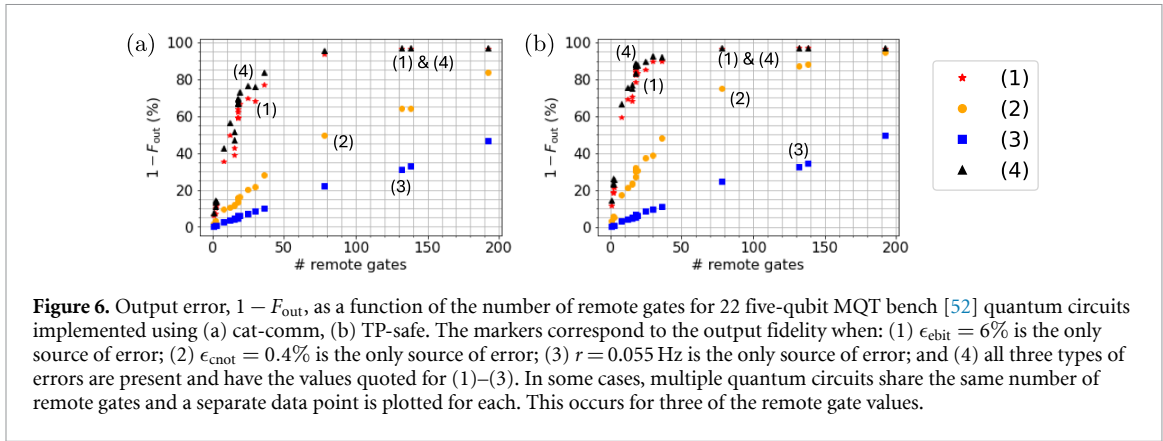 (a)
(b)
100
80
60
40
20
0
1 − F_out (%)
0
50
100
150
200
# remote gates
(4)
(1)
(1) & (4)
(2)
(3)
100
80
60
40
20
0
1 − F_out (%)
0
50
100
150
200
# remote gates
(4)
(1)
(1) & (4)
(2)
(3)
(1)
(2)
(3)
(4)
Figure 6. Output error, 1 − F_out, as a function of the number of remote gates for 22 five-qubit MQT bench [52] quantum circuits
implemented using (a) cat-comm, (b) TP-safe. The markers correspond to the output fidelity when: (1) ϵ_ebit = 6% is the only
source of error; (2) ϵ_cnot = 0.4% is the only source of error; (3) r = 0.055 Hz is the only source of error; and (4) all three types of
errors are present and have the values quoted for (1)–(3). In some cases, multiple quantum circuits share the same number of
remote gates and a separate data point is plotted for each. This occurs for three of the remote gate values.